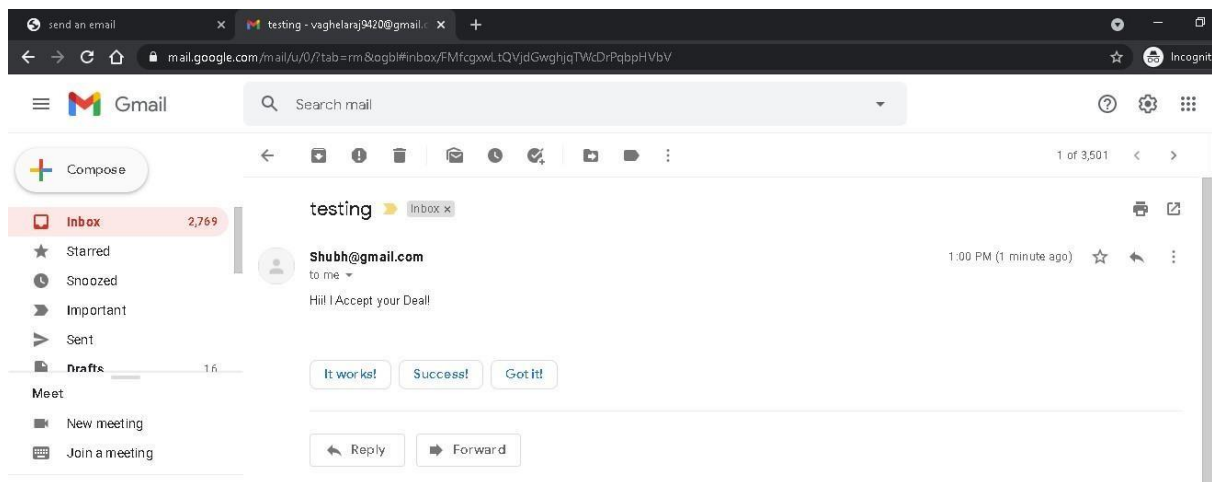 send an email
testing - vaghelaraj9420@gmail.c
mail.google.com/mail/u/0/?tab=rm&ogbl#inbox/FMfcgxwLtQVjdGwghjqTWcDrPqbpHVbV
Incognit
Gmail
Search mail
Compose
1 of 3,501
Inbox 2,769
Starred
Snoozed
Important
Sent
Drafts 16
Meet
New meeting
Join a meeting
testing Inbox x
Shubh@gmail.com 1:00 PM (1 minute ago)
to me
Hii! I Accept your Deal!
It works! Success! Got it!
Reply Forward